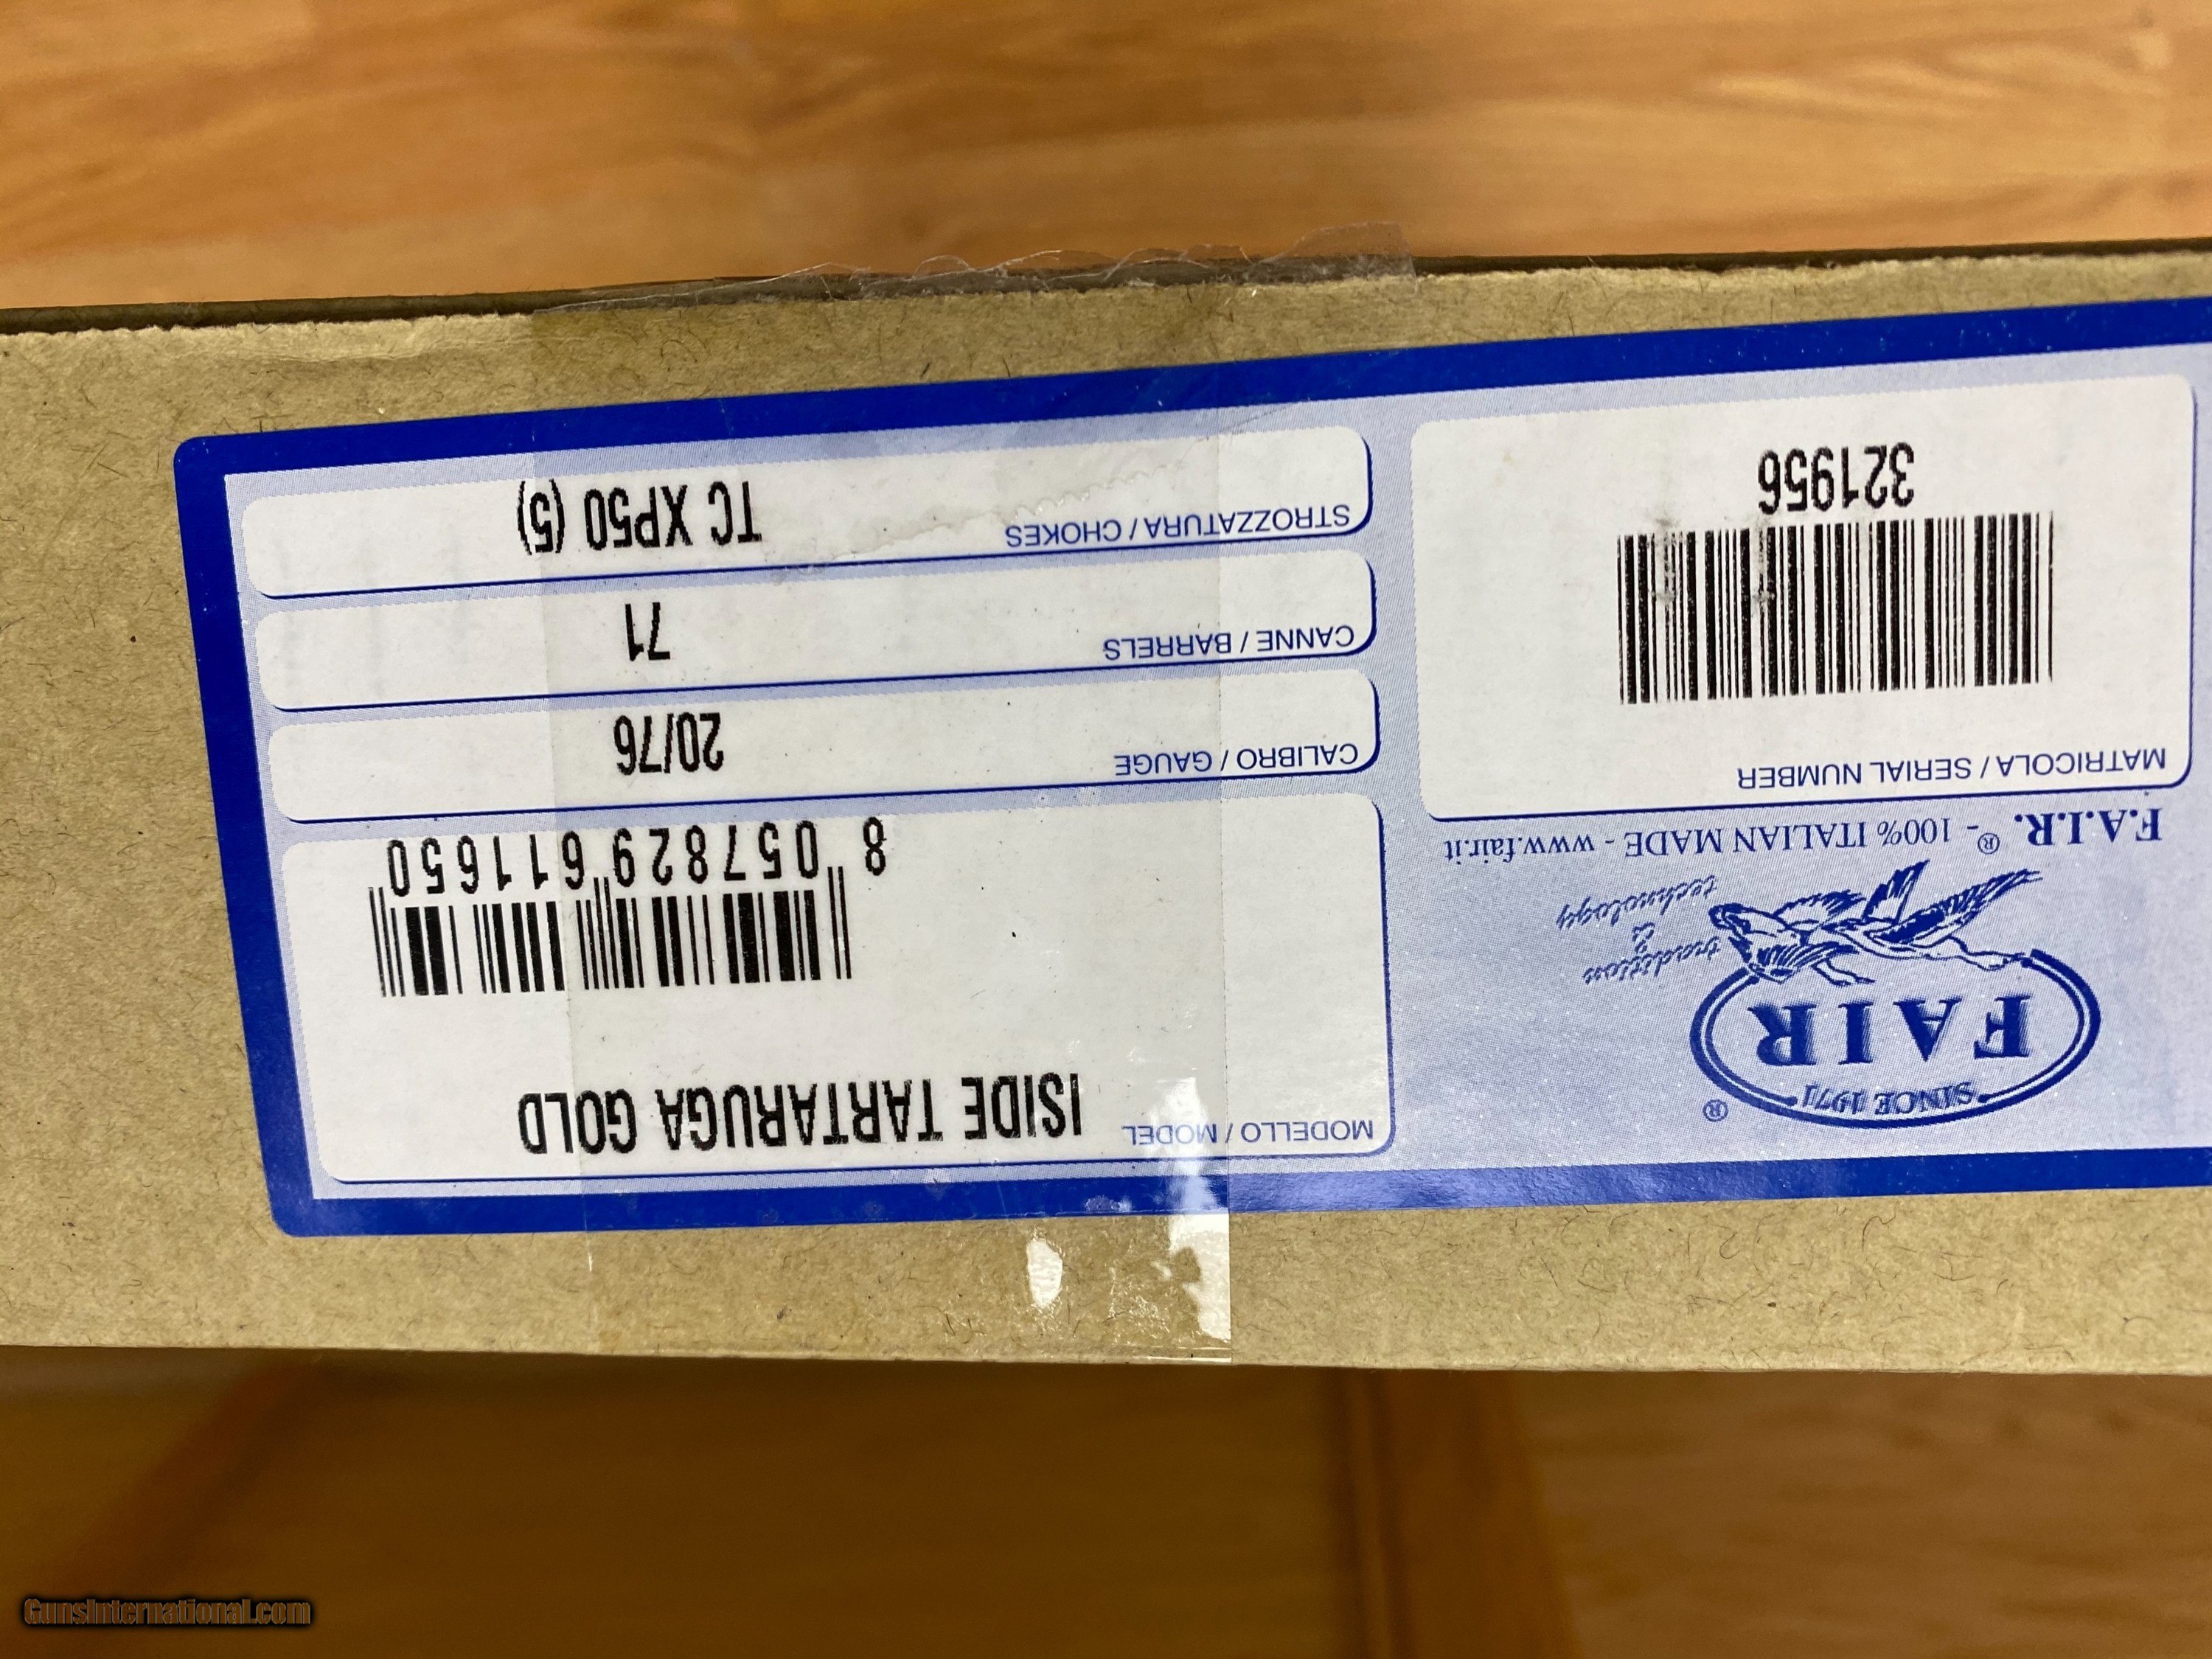 SINCE 1971
FAIR
®
tradition
&
technology
F.A.I.R.® - 100% ITALIAN MADE - www.fair.it
MATRICOLA / SERIAL NUMBER
321956
MODELLO / MODEL ISIDE TARTARUGA GOLD
8 057829 611650
CALIBRO / GAUGE 20/76
CANNE / BARRELS 71
STROZZATURA / CHOKES TC XP50 (5)
GunsInternational.com